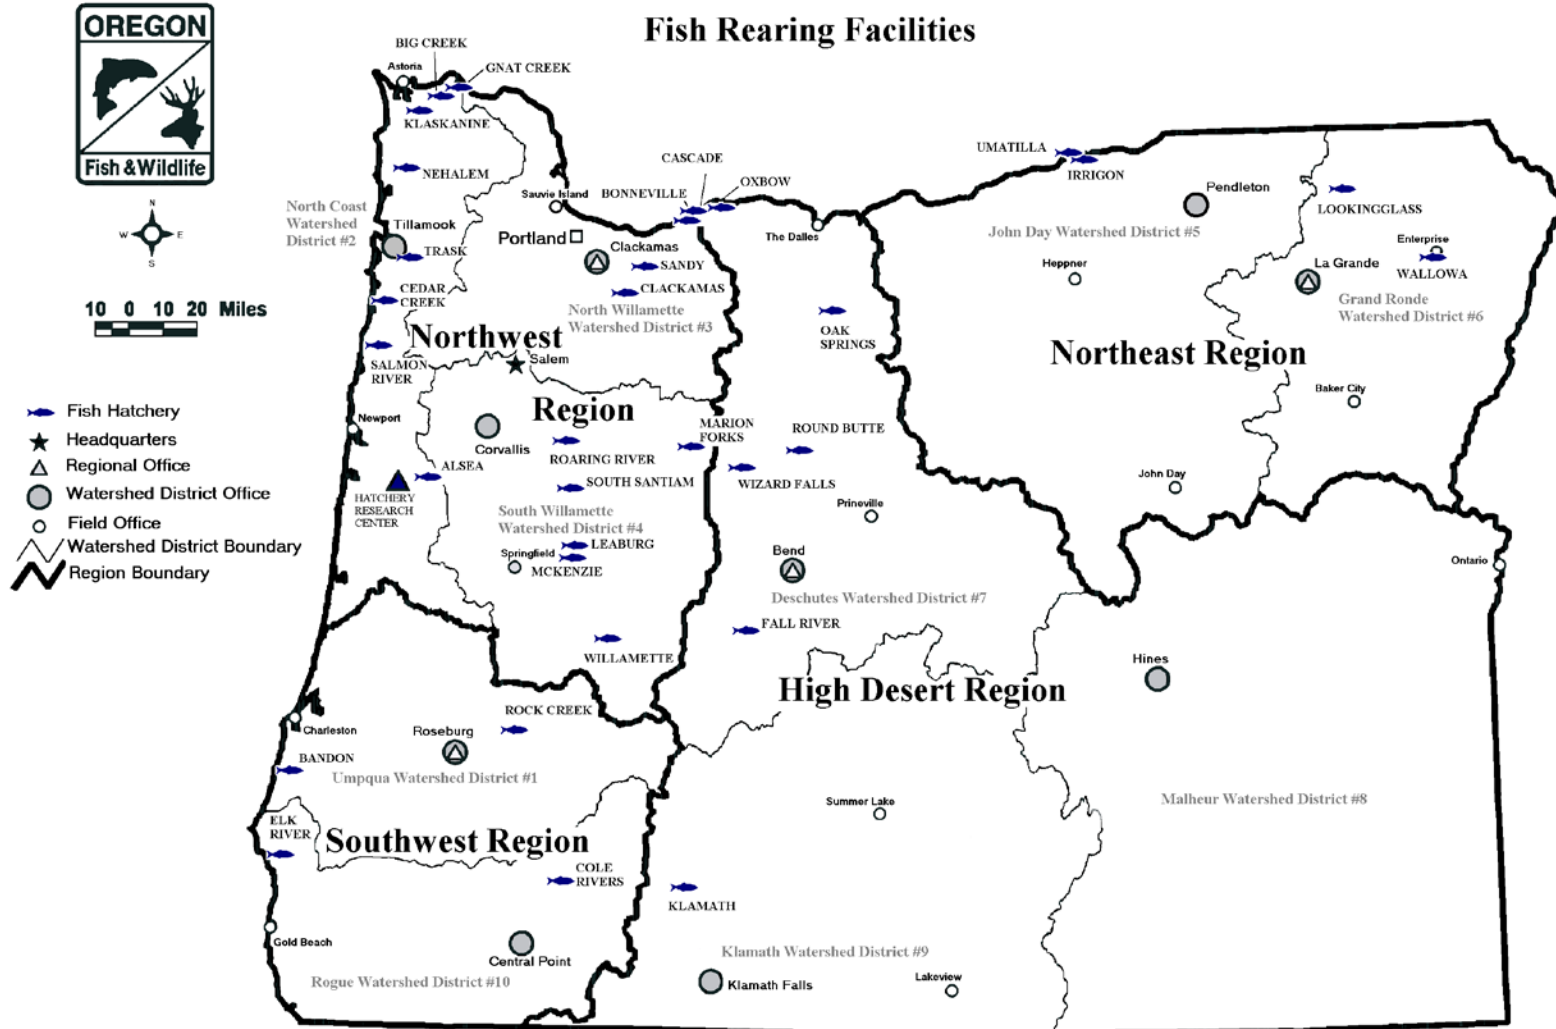 OREGON
Fish & Wildlife
Fish Rearing Facilities
N
W
E
S
10 0 10 20 Miles
Fish Hatchery
Headquarters
Regional Office
Watershed District Office
Field Office
Watershed District Boundary
Region Boundary
BIG CREEK
Astoria
GNAT CREEK
KLASKANINE
NEHALEM
North Coast
Watershed
District #2
Tillamook
TRASK
CEDAR
CREEK
SALMON
RIVER
Sauvie Island
Portland
Clackamas
SANDY
CLACKAMAS
North Willamette
Watershed District #3
CASCADE
BONNEVILLE
OXBOW
The Dalles
Northwest
Region
Salem
Newport
Corvallis
ROARING RIVER
MARION
FORKS
ALSEA
HATCHERY
RESEARCH
CENTER
SOUTH SANTIAM
South Willamette
Watershed District #4
LEABURG
Springfield
MCKENZIE
WILLAMETTE
OAK
SPRINGS
ROUND BUTTE
WIZARD FALLS
Prineville
Bend
Deschutes Watershed District #7
FALL RIVER
High Desert Region
UMATILLA
IRRIGON
Pendleton
John Day Watershed District #5
Heppner
LOOKINGGLASS
Enterprise
WALLOWA
La Grande
Grand Ronde
Watershed District #6
Northeast Region
Baker City
John Day
Ontario
Hines
Malheur Watershed District #8
ROCK CREEK
Roseburg
Charleston
BANDON
Umpqua Watershed District #1
ELK
RIVER
Southwest Region
COLE
RIVERS
Gold Beach
Central Point
Rogue Watershed District #10
Summer Lake
KLAMATH
Klamath Watershed District #9
Klamath Falls
Lakeview